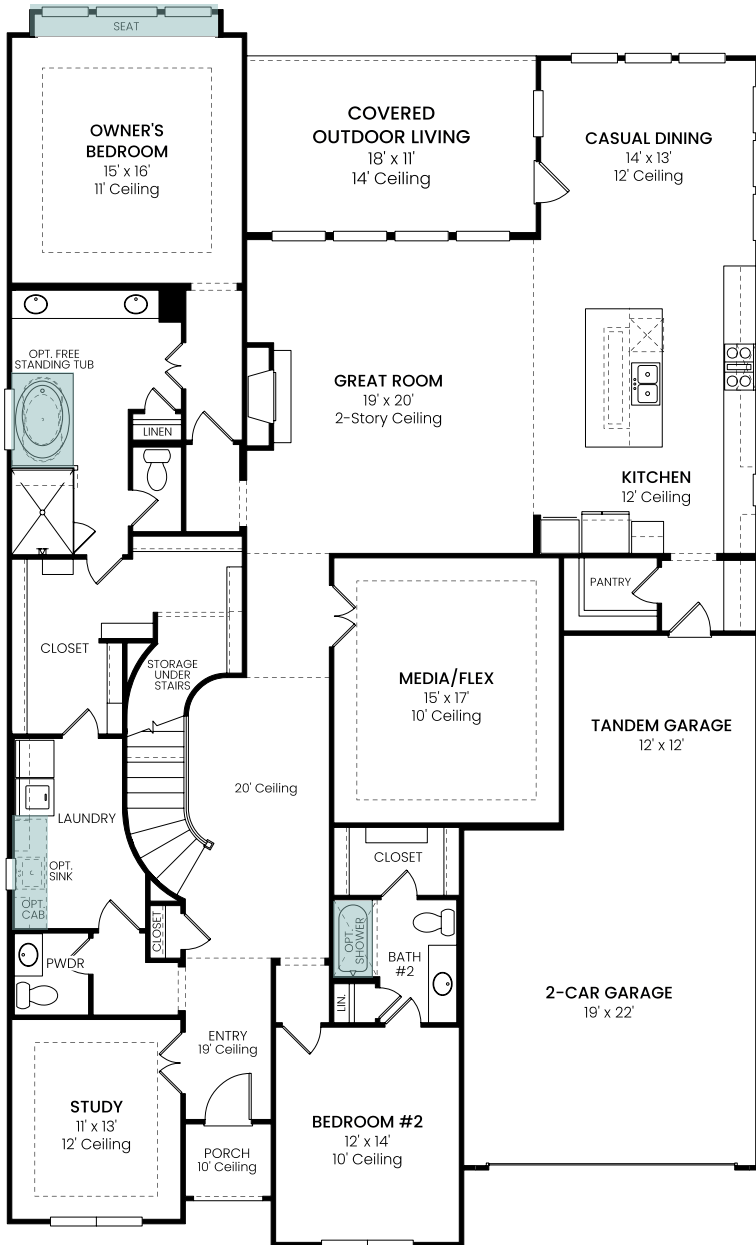 SEAT
OWNER'S
BEDROOM
15' x 16'
11' Ceiling
COVERED
OUTDOOR LIVING
18' x 11'
14' Ceiling
CASUAL DINING
14' x 13'
12' Ceiling
OPT. FREE
STANDING TUB
LINEN
GREAT ROOM
19' x 20'
2-Story Ceiling
KITCHEN
12' Ceiling
PANTRY
CLOSET
STORAGE
UNDER
STAIRS
MEDIA/FLEX
15' x 17'
10' Ceiling
TANDEM GARAGE
12' x 12'
20' Ceiling
LAUNDRY
OPT.
SINK
OPT.
CAB.
CLOSET
CLOSET
OPT.
SHOWER
BATH
#2
LIN.
PWDR
2-CAR GARAGE
19' x 22'
ENTRY
19' Ceiling
STUDY
11' x 13'
12' Ceiling
PORCH
10' Ceiling
BEDROOM #2
12' x 14'
10' Ceiling